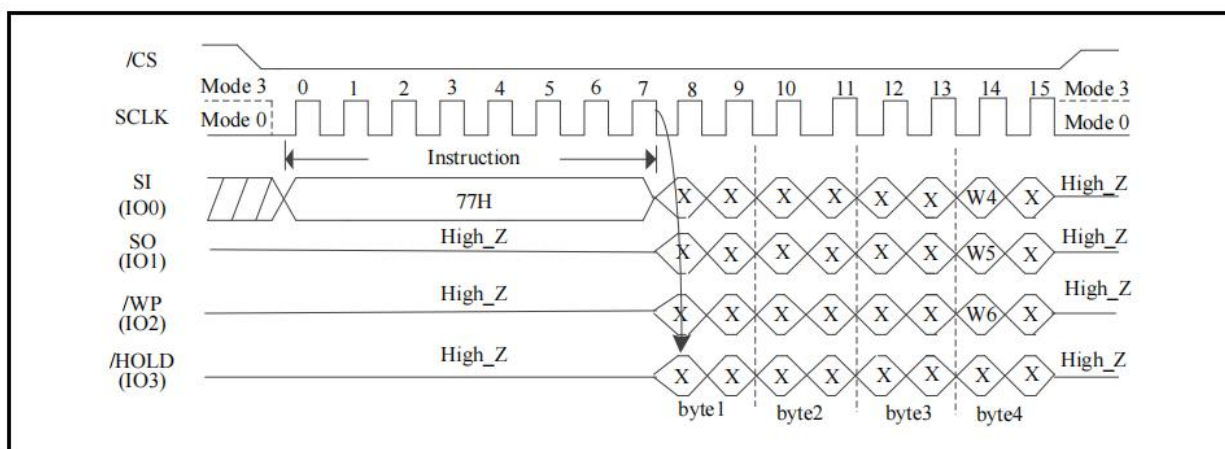 /CS
Mode 3 0 1 2 3 4 5 6 7 8 9 10 11 12 13 14 15 Mode 3
SCLK Mode 0 Mode 0
Instruction
SI
(IO0)
77H X X X X X X W4 X High_Z
SO
(IO1)
High_Z X X X X X X W5 X High_Z
/WP
(IO2)
High_Z X X X X X X W6 X High_Z
/HOLD
(IO3)
High_Z X X X X X X X X High_Z
byte1 byte2 byte3 byte4